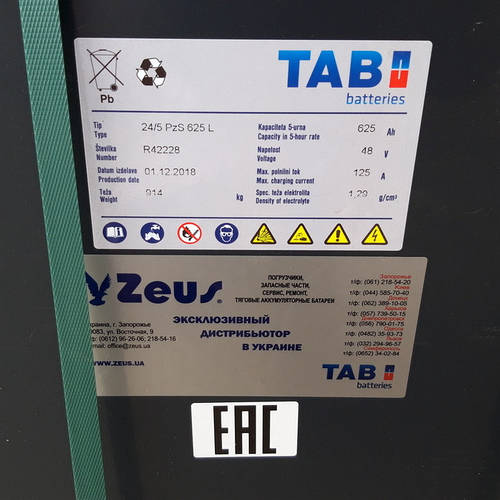 TAB
batteries
Pb
Tip 24/5 PzS 625 L Kapaciteta 5-urna 625 Ah
Type Capacity in 5-hour rate
Številka R42228 Napetost 48 V
Number Voltage
Datum izdelave 01.12.2018 Max. polnilni tok 125 A
Production date Max. charging current
Teža 914 kg Spec. teža elektrolita 1,29 g/cm³
Weight Density of electrolyte
Zeus
ПОГРУЗЧИКИ,
ЗАПАСНЫЕ ЧАСТИ,
СЕРВИС, РЕМОНТ,
ТЯГОВЫЕ АККУМУЛЯТОРНЫЕ БАТАРЕИ
ЭКСКЛЮЗИВНЫЙ
ДИСТРИБЬЮТОР
В УКРАИНЕ
краина, г. Запорожье
0083, ул. Восточная, 9
ф: (0612) 96-26-06; 218-54-16
mail: office@zeus.ua
www.ZEUS.UA
Запорожье
т/ф: (061) 218-54-20
Киев
т/ф: (044) 585-70-40
Донецк
т/ф: (062) 389-10-05
Харьков
т/ф: (057) 739-50-15
Днепропетровск
т/ф: (056) 790-01-75
Одесса
т/ф: (0482) 35-93-73
Львов
т/ф: (032) 294-96-57
Симферополь
т/ф: (0652) 34-02-84
TAB
batteries
EAC